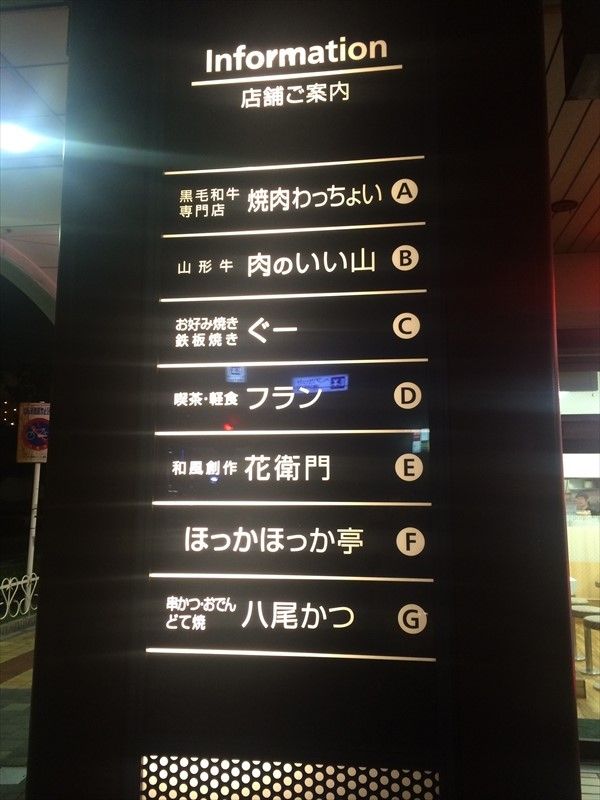 Information
店舗ご案内
黒毛和牛
専門店
焼肉わっちょい A
山形牛 肉のいい山 B
お好み焼き
鉄板焼き
ぐー C
喫茶・軽食 フラン D
和風創作 花衛門 E
ほっかほっか亭 F
串かつ・おでん
どて焼
八尾かつ G